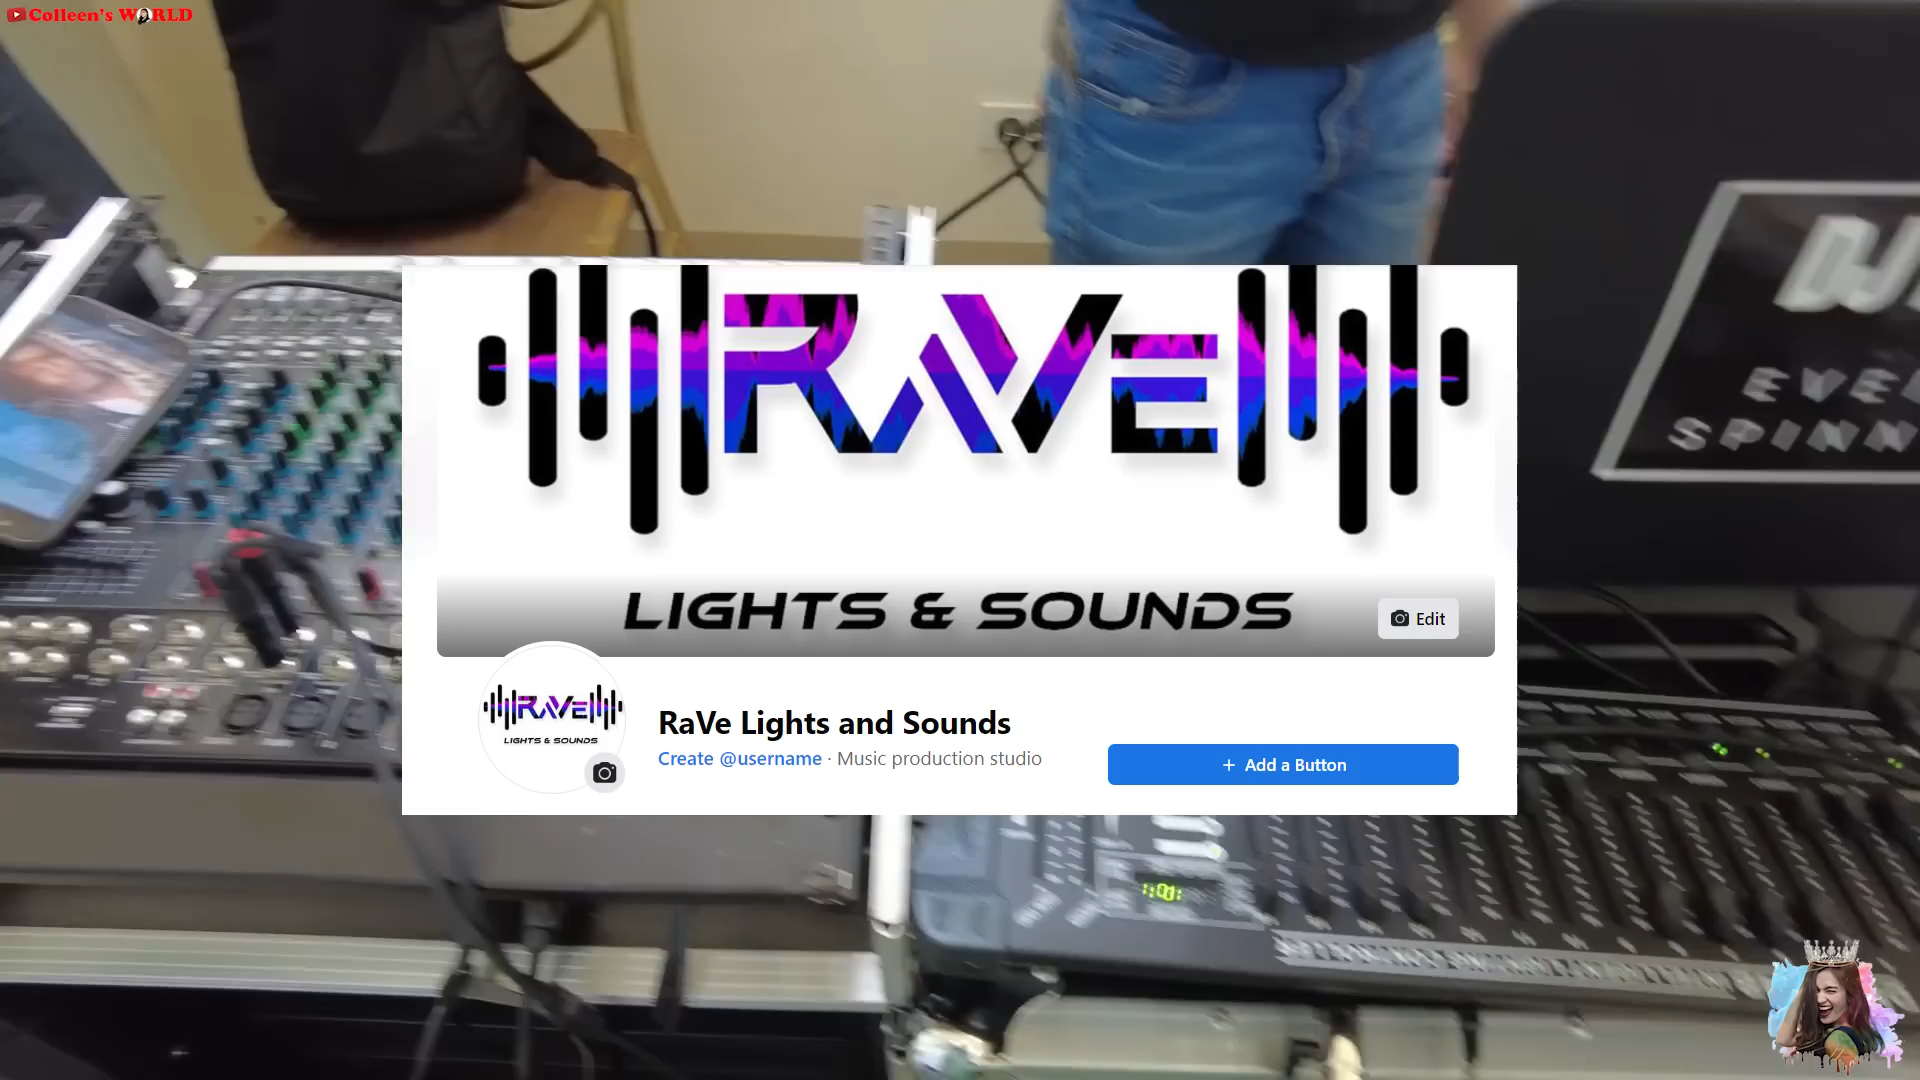 Colleen's WORLD
RAVE
LIGHTS & SOUNDS
Edit
RAVE
LIGHTS & SOUNDS
RaVe Lights and Sounds
Create @username · Music production studio
+ Add a Button